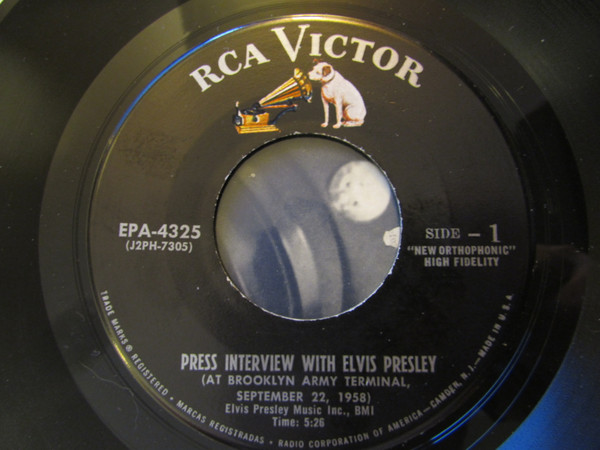 RCA VICTOR
EPA-4325
(J2PH-7305)
SIDE - 1
"NEW ORTHOPHONIC"
HIGH FIDELITY
PRESS INTERVIEW WITH ELVIS PRESLEY
(AT BROOKLYN ARMY TERMINAL,
SEPTEMBER 22, 1958)
Elvis Presley Music Inc., BMI
Time: 5:26
TRADE MARKS ® REGISTERED • MARCAS REGISTRADAS • RADIO CORPORATION OF AMERICA—CAMDEN, N.J.—MADE IN U.S.A.